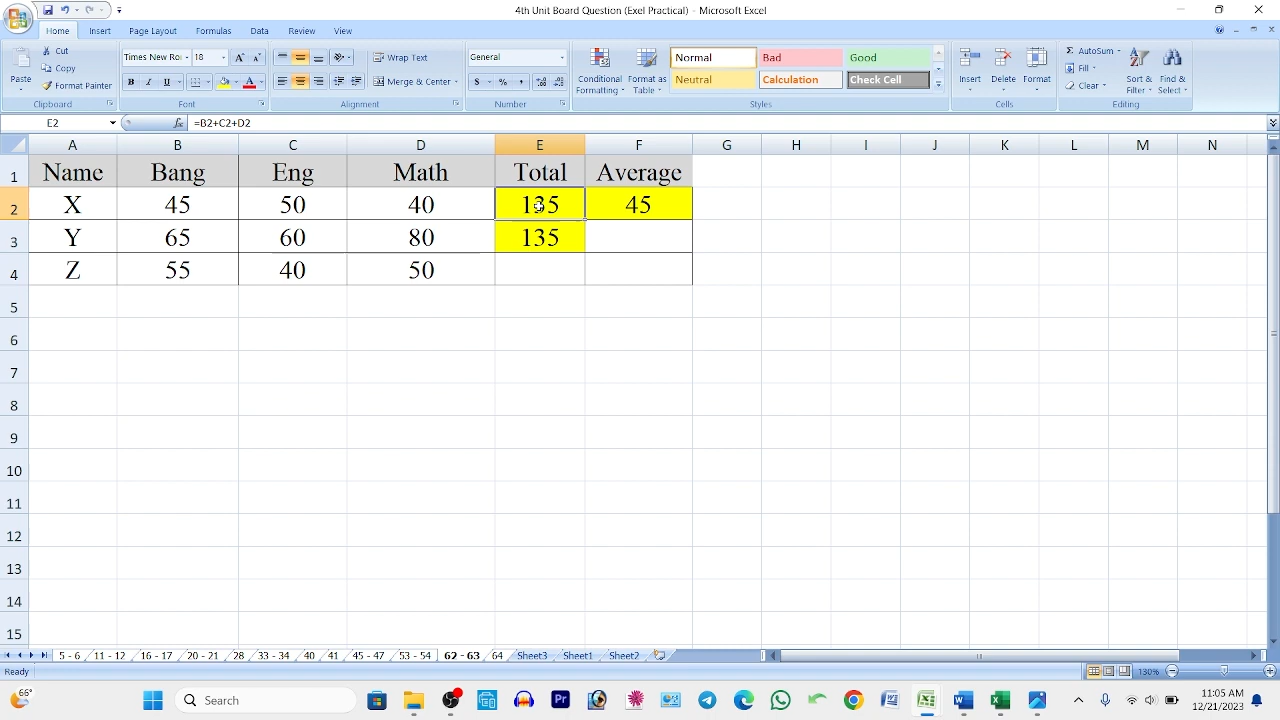 4th Unit Board Question (Exel Practical) - Microsoft Excel
Home Insert Page Layout Formulas Data Review View
Paste Cut Copy Format Painter Clipboard
Times New Ro 18 B I U A A Font
Wrap Text Merge & Center Alignment
General $ % , Number
Conditional Formatting Format as Table
Normal Bad Good
Neutral Calculation Check Cell
Styles
Insert Delete Format Cells
AutoSum Fill Clear Sort & Filter Find & Select Editing
E2 fx =B2+C2+D2
A B C D E F G H I J K L M N
1 Name Bang Eng Math Total Average
2 X 45 50 40 135 45
3 Y 65 60 80 135
4 Z 55 40 50
5
6
7
8
9
10
11
12
13
14
15
5 - 6 11 - 12 16 - 17 20 - 21 28 33 - 34 40 41 45 - 47 53 - 54 62 - 63 64 Sheet3 Sheet1 Sheet2
Ready 130%
66° Search 11:05 AM
12/21/2023